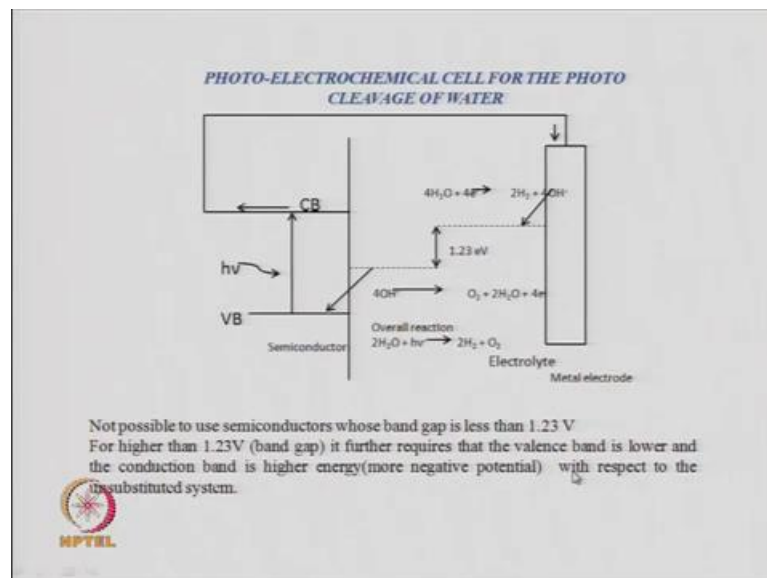 PHOTO-ELECTROCHEMICAL CELL FOR THE PHOTO
CLEAVAGE OF WATER
4H₂O + 4e → 2H₂ + 4OH⁻
CB
1.23 eV
hν
4OH⁻ → O₂ + 2H₂O + 4e
VB
Overall reaction
Semiconductor
2H₂O + hν → 2H₂ + O₂
Electrolyte
Metal electrode
Not possible to use semiconductors whose band gap is less than 1.23 V
For higher than 1.23V (band gap) it further requires that the valence band is lower and
the conduction band is higher energy(more negative potential) with respect to the
unsubstituted system.
NPTEL